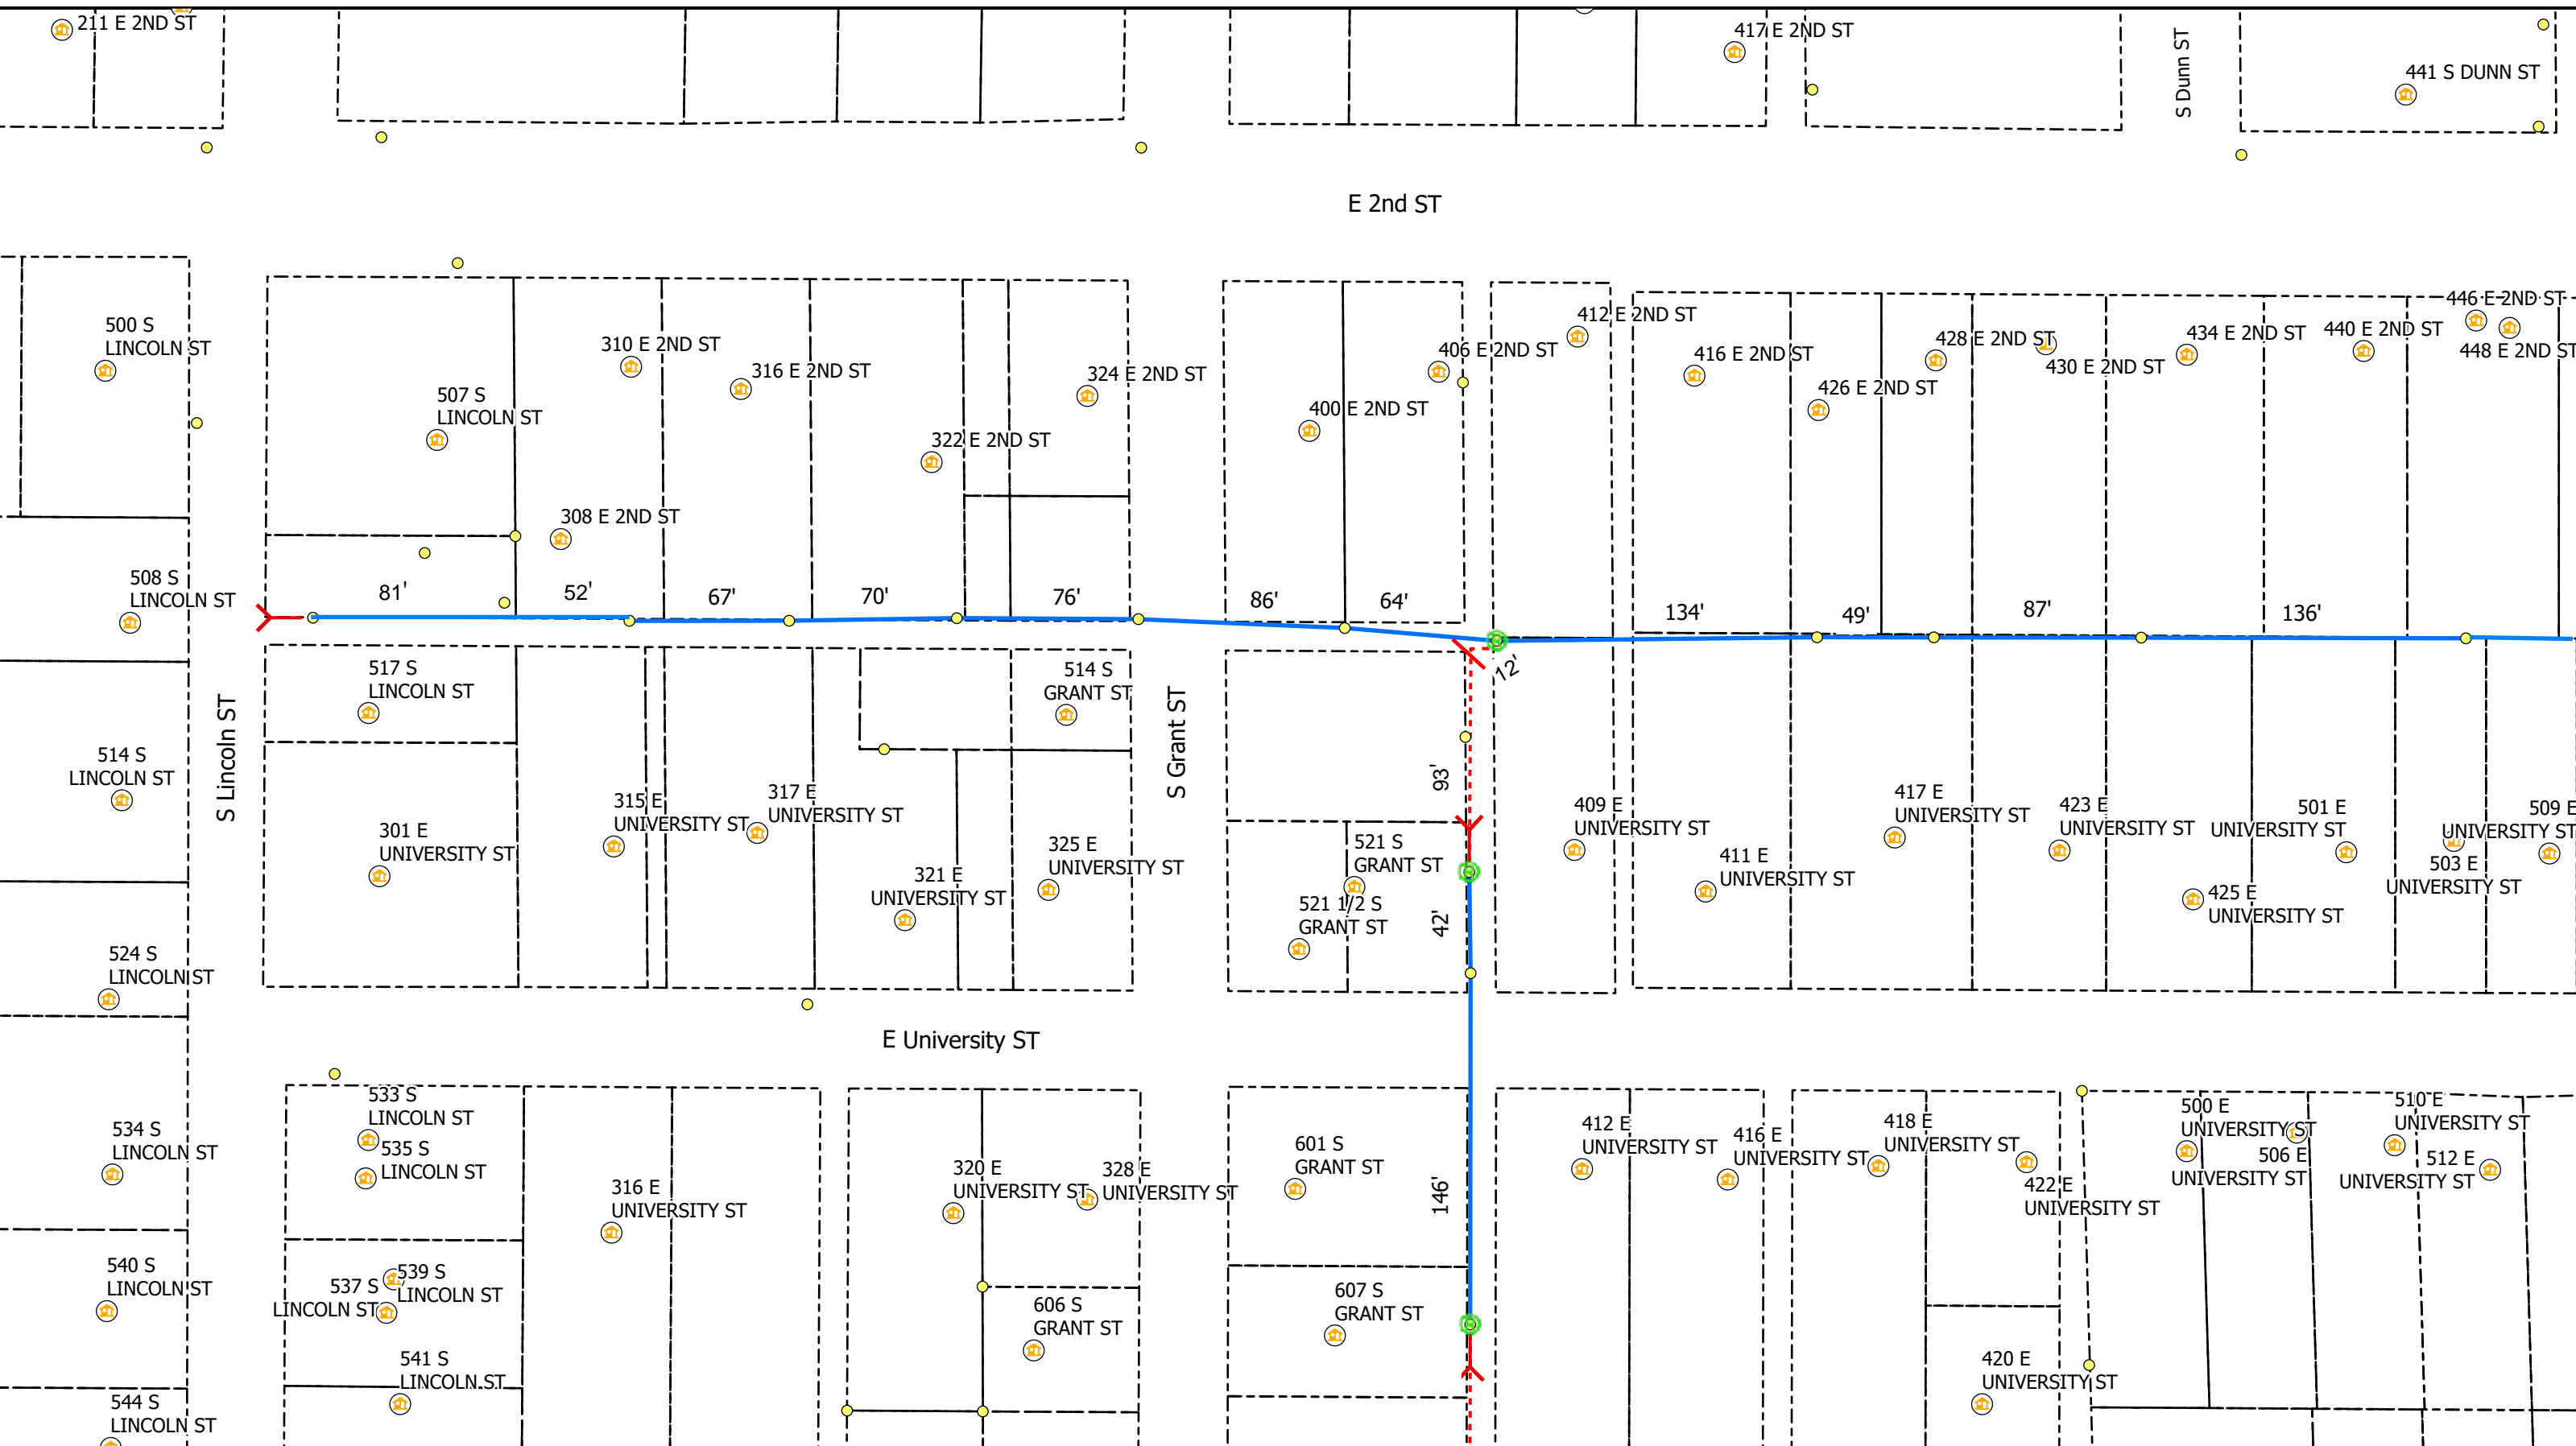 211 E 2ND ST
417 E 2ND ST
S Dunn ST
441 S DUNN ST
E 2nd ST
500 S
LINCOLN ST
507 S
LINCOLN ST
310 E 2ND ST
316 E 2ND ST
322 E 2ND ST
324 E 2ND ST
400 E 2ND ST
406 E 2ND ST
412 E 2ND ST
416 E 2ND ST
426 E 2ND ST
428 E 2ND ST
430 E 2ND ST
434 E 2ND ST
440 E 2ND ST
446 E 2ND ST
448 E 2ND ST
308 E 2ND ST
508 S
LINCOLN ST
81'
52'
67'
70'
76'
86'
64'
134'
49'
87'
136'
12'
517 S
LINCOLN ST
514 S
GRANT ST
S Lincoln ST
S Grant ST
514 S
LINCOLN ST
93'
301 E
UNIVERSITY ST
315 E
UNIVERSITY ST
317 E
UNIVERSITY ST
321 E
UNIVERSITY ST
325 E
UNIVERSITY ST
521 S
GRANT ST
521 1/2 S
GRANT ST
42'
409 E
UNIVERSITY ST
411 E
UNIVERSITY ST
417 E
UNIVERSITY ST
423 E
UNIVERSITY ST
425 E
UNIVERSITY ST
501 E
UNIVERSITY ST
503 E
UNIVERSITY ST
509 E
UNIVERSITY ST
524 S
LINCOLN ST
E University ST
533 S
LINCOLN ST
535 S
LINCOLN ST
534 S
LINCOLN ST
316 E
UNIVERSITY ST
320 E
UNIVERSITY ST
328 E
UNIVERSITY ST
601 S
GRANT ST
146'
412 E
UNIVERSITY ST
416 E
UNIVERSITY ST
418 E
UNIVERSITY ST
422 E
UNIVERSITY ST
500 E
UNIVERSITY ST
506 E
UNIVERSITY ST
510 E
UNIVERSITY ST
512 E
UNIVERSITY ST
540 S
LINCOLN ST
537 S
LINCOLN ST
539 S
LINCOLN ST
606 S
GRANT ST
607 S
GRANT ST
541 S
LINCOLN ST
420 E
UNIVERSITY ST
544 S
LINCOLN ST